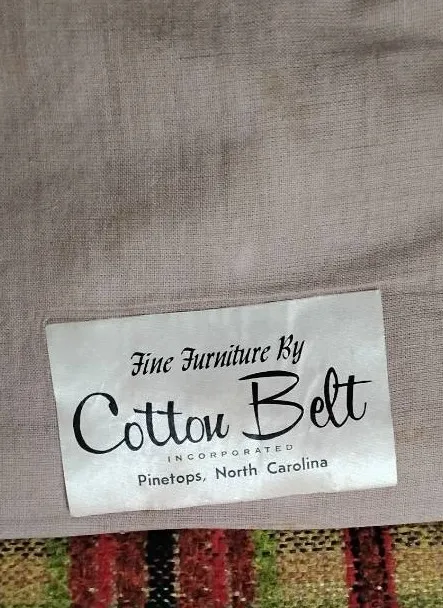 Fine Furniture By
Cotton Belt
INCORPORATED
Pinetops, North Carolina